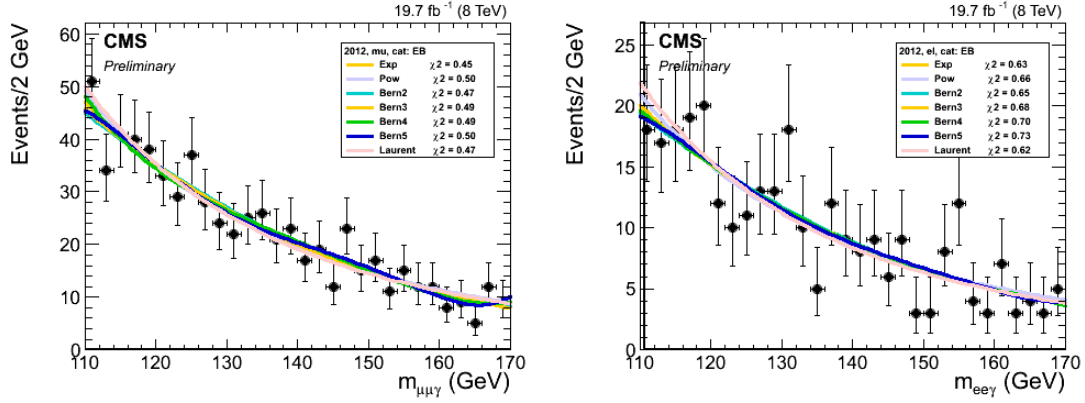 19.7 fb⁻¹ (8 TeV)
CMS
Preliminary
2012, mu, cat: EB
Exp χ2 = 0.45
Pow χ2 = 0.50
Bern2 χ2 = 0.47
Bern3 χ2 = 0.49
Bern4 χ2 = 0.49
Bern5 χ2 = 0.50
Laurent χ2 = 0.47
Events/2 GeV
60
50
40
30
20
10
0
110 120 130 140 150 160 170
m_μμγ (GeV)
19.7 fb⁻¹ (8 TeV)
CMS
Preliminary
2012, el, cat: EB
Exp χ2 = 0.63
Pow χ2 = 0.66
Bern2 χ2 = 0.65
Bern3 χ2 = 0.68
Bern4 χ2 = 0.70
Bern5 χ2 = 0.73
Laurent χ2 = 0.62
Events/2 GeV
25
20
15
10
5
0
110 120 130 140 150 160 170
m_eeγ (GeV)